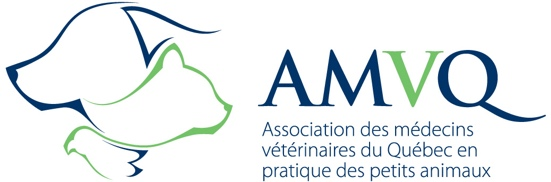 AMVQ
Association des médecins
vétérinaires du Québec en
pratique des petits animaux